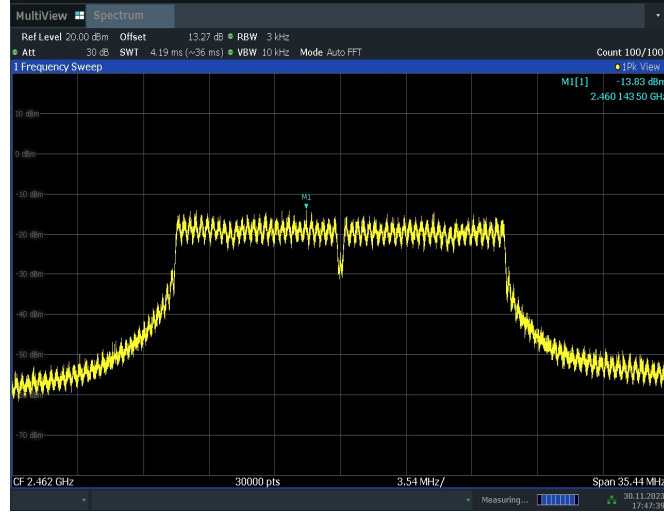 MultiView Spectrum
Ref Level 20.00 dBm Offset 13.27 dB RBW 3 kHz
Att 30 dB SWT 4.19 ms (~36 ms) VBW 10 kHz Mode Auto FFT Count 100/100
1 Frequency Sweep 1Pk View
M1[1] -13.83 dBm
2.460 143 50 GHz
10 dBm
0 dBm
-10 dBm
M1
-20 dBm
-30 dBm
-40 dBm
-50 dBm
-70 dBm
CF 2.462 GHz 30000 pts 3.54 MHz/ Span 35.44 MHz
Measuring... 30.11.2023
17:47:39